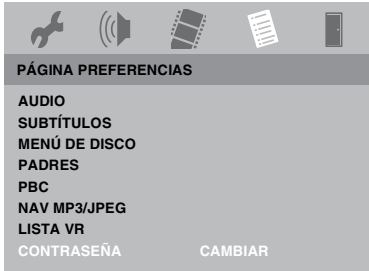 PÁGINA PREFERENCIAS
AUDIO
SUBTÍTULOS
MENÚ DE DISCO
PADRES
PBC
NAV MP3/JPEG
LISTA VR
CONTRASEÑA CAMBIAR